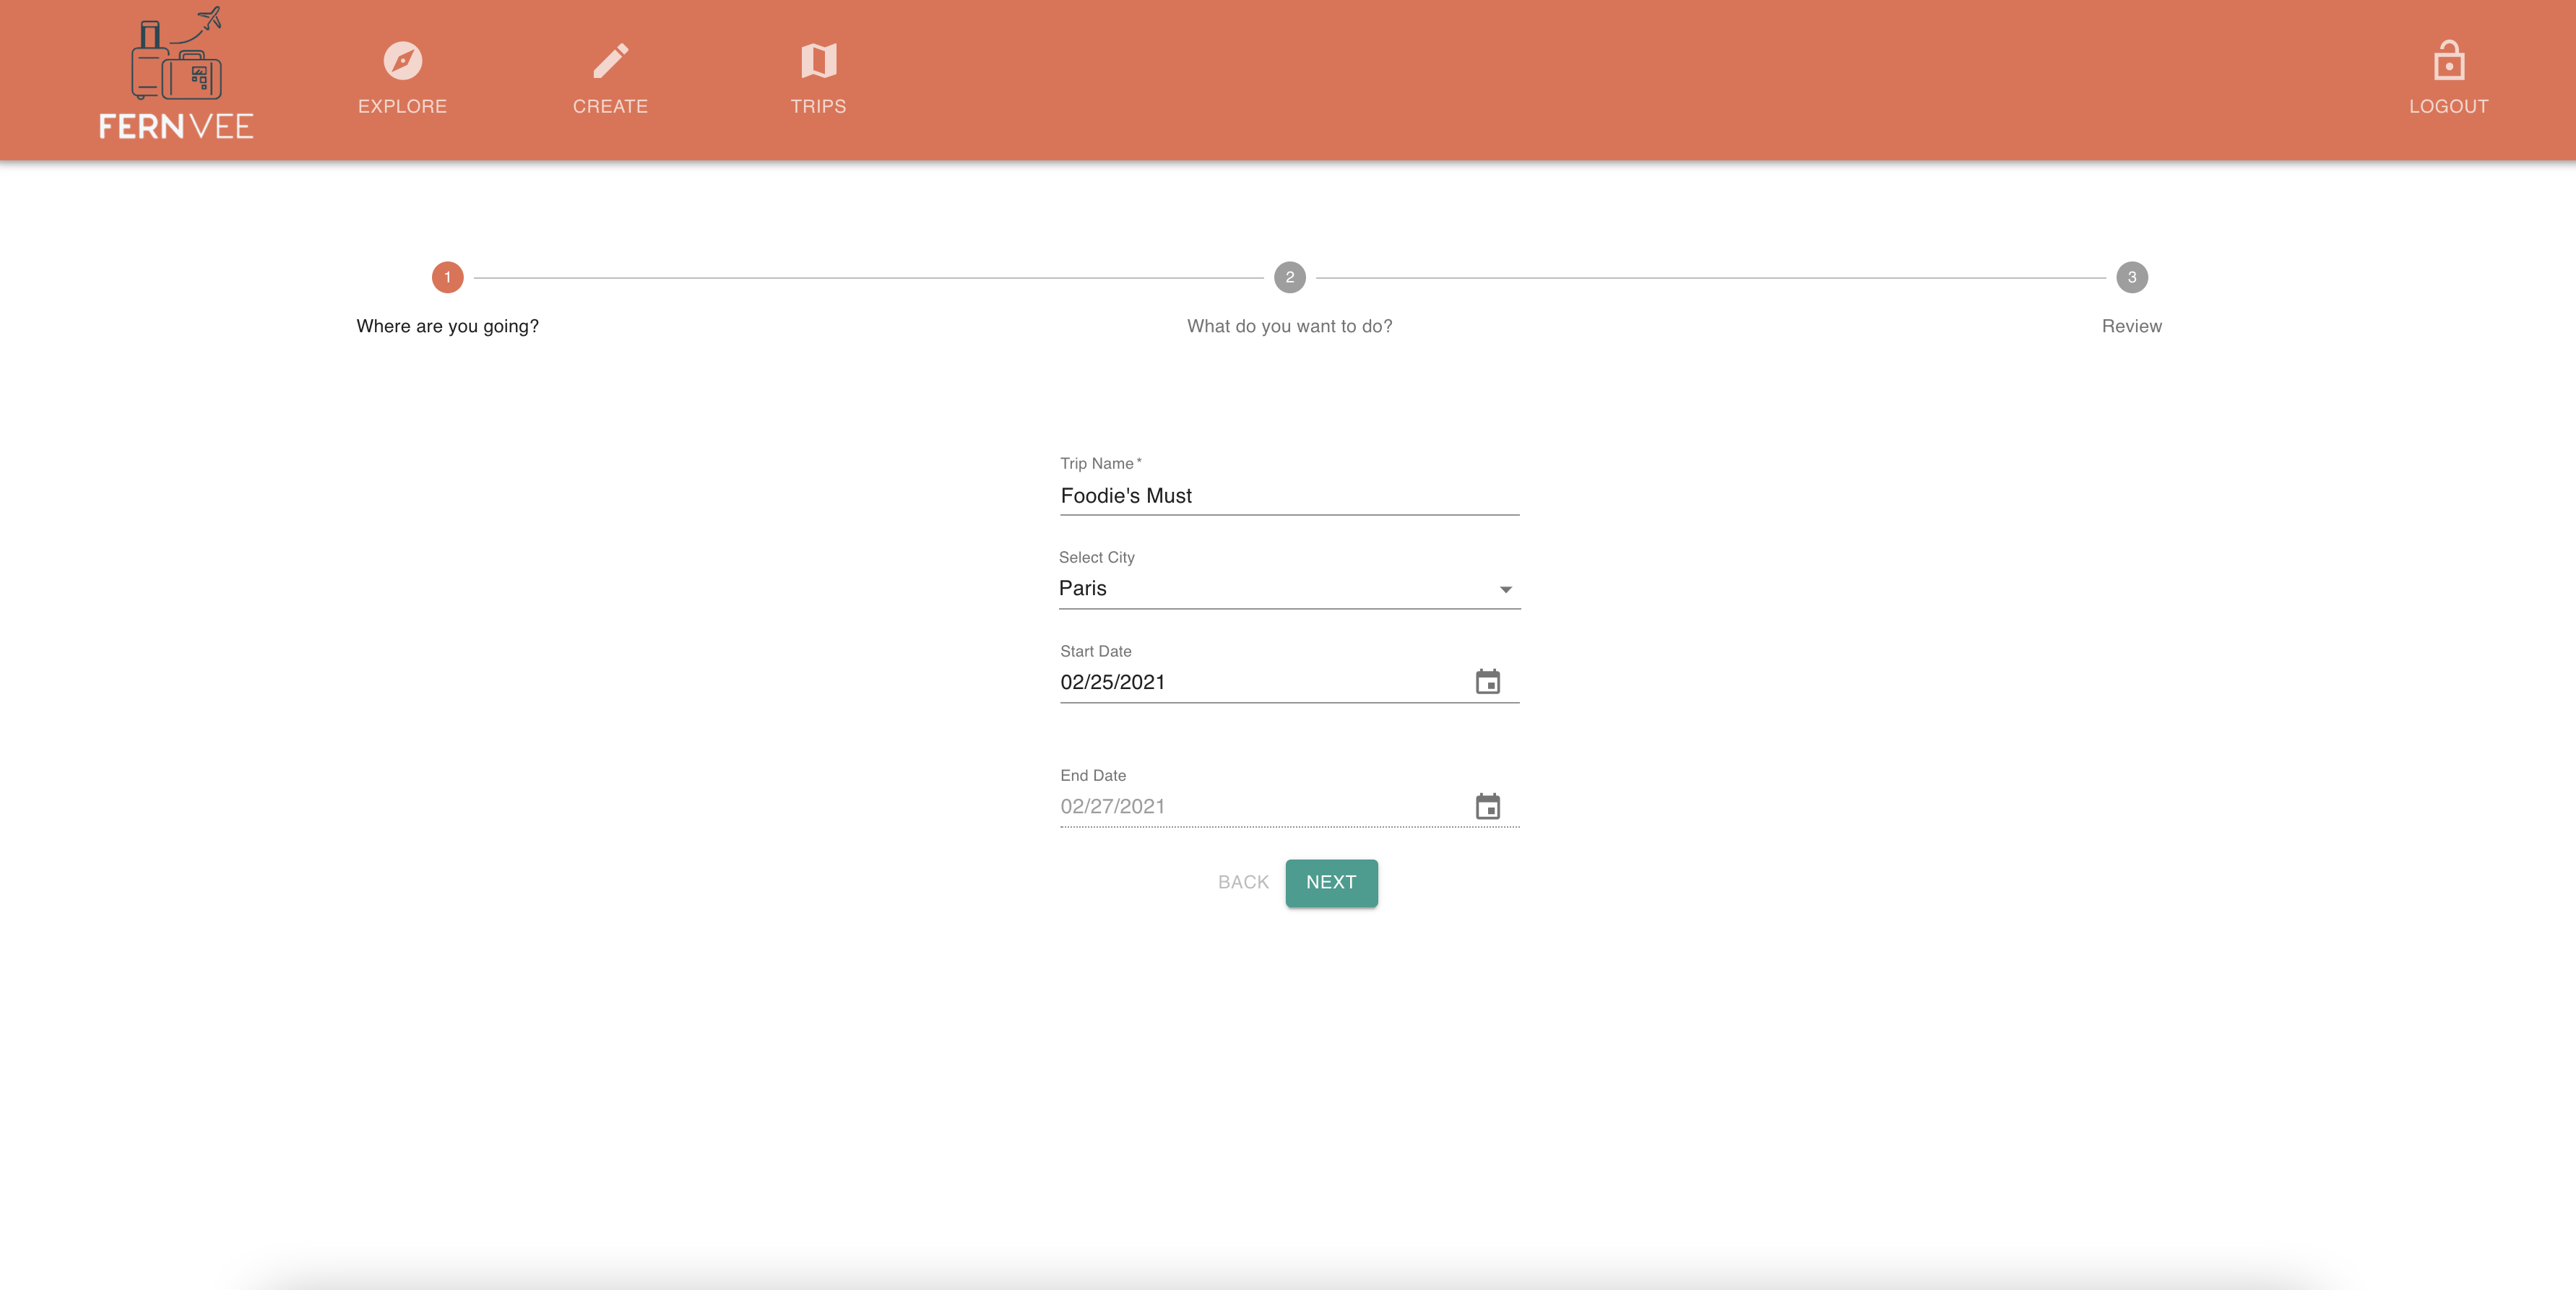 FERNVEE
EXPLORE
CREATE
TRIPS
LOGOUT
1
2
3
Where are you going?
What do you want to do?
Review
Trip Name *
Foodie's Must
Select City
Paris
Start Date
02/25/2021
End Date
02/27/2021
BACK
NEXT